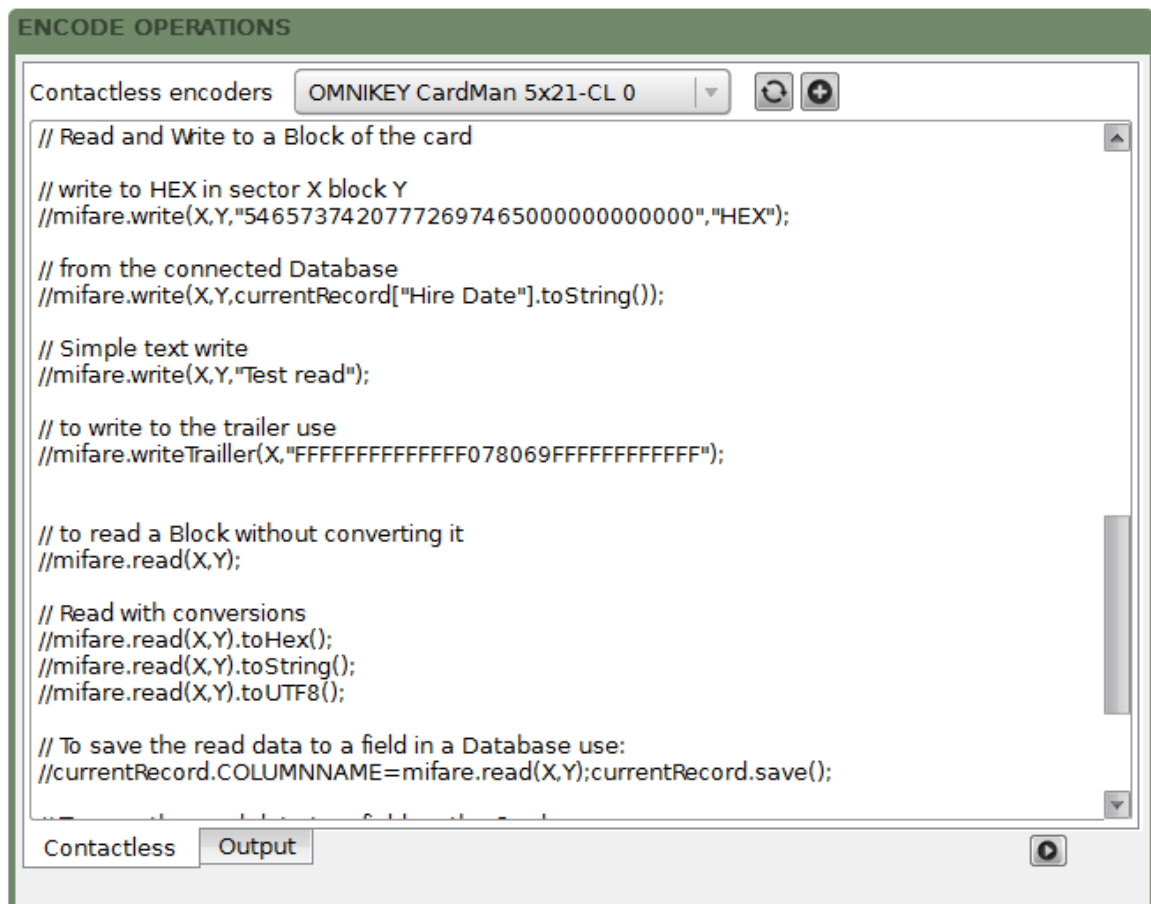 ENCODE OPERATIONS
Contactless encoders OMNIKEY CardMan 5x21-CL 0
// Read and Write to a Block of the card
// write to HEX in sector X block Y
//mifare.write(X,Y,"54657374207772697465000000000000","HEX");
// from the connected Database
//mifare.write(X,Y,currentRecord["Hire Date"].toString());
// Simple text write
//mifare.write(X,Y,"Test read");
// to write to the trailer use
//mifare.writeTrailler(X,"FFFFFFFFFFFFFF078069FFFFFFFFFFFF");
// to read a Block without converting it
//mifare.read(X,Y);
// Read with conversions
//mifare.read(X,Y).toHex();
//mifare.read(X,Y).toString();
//mifare.read(X,Y).toUTF8();
// To save the read data to a field in a Database use:
//currentRecord.COLUMNNAME=mifare.read(X,Y);currentRecord.save();
Contactless Output